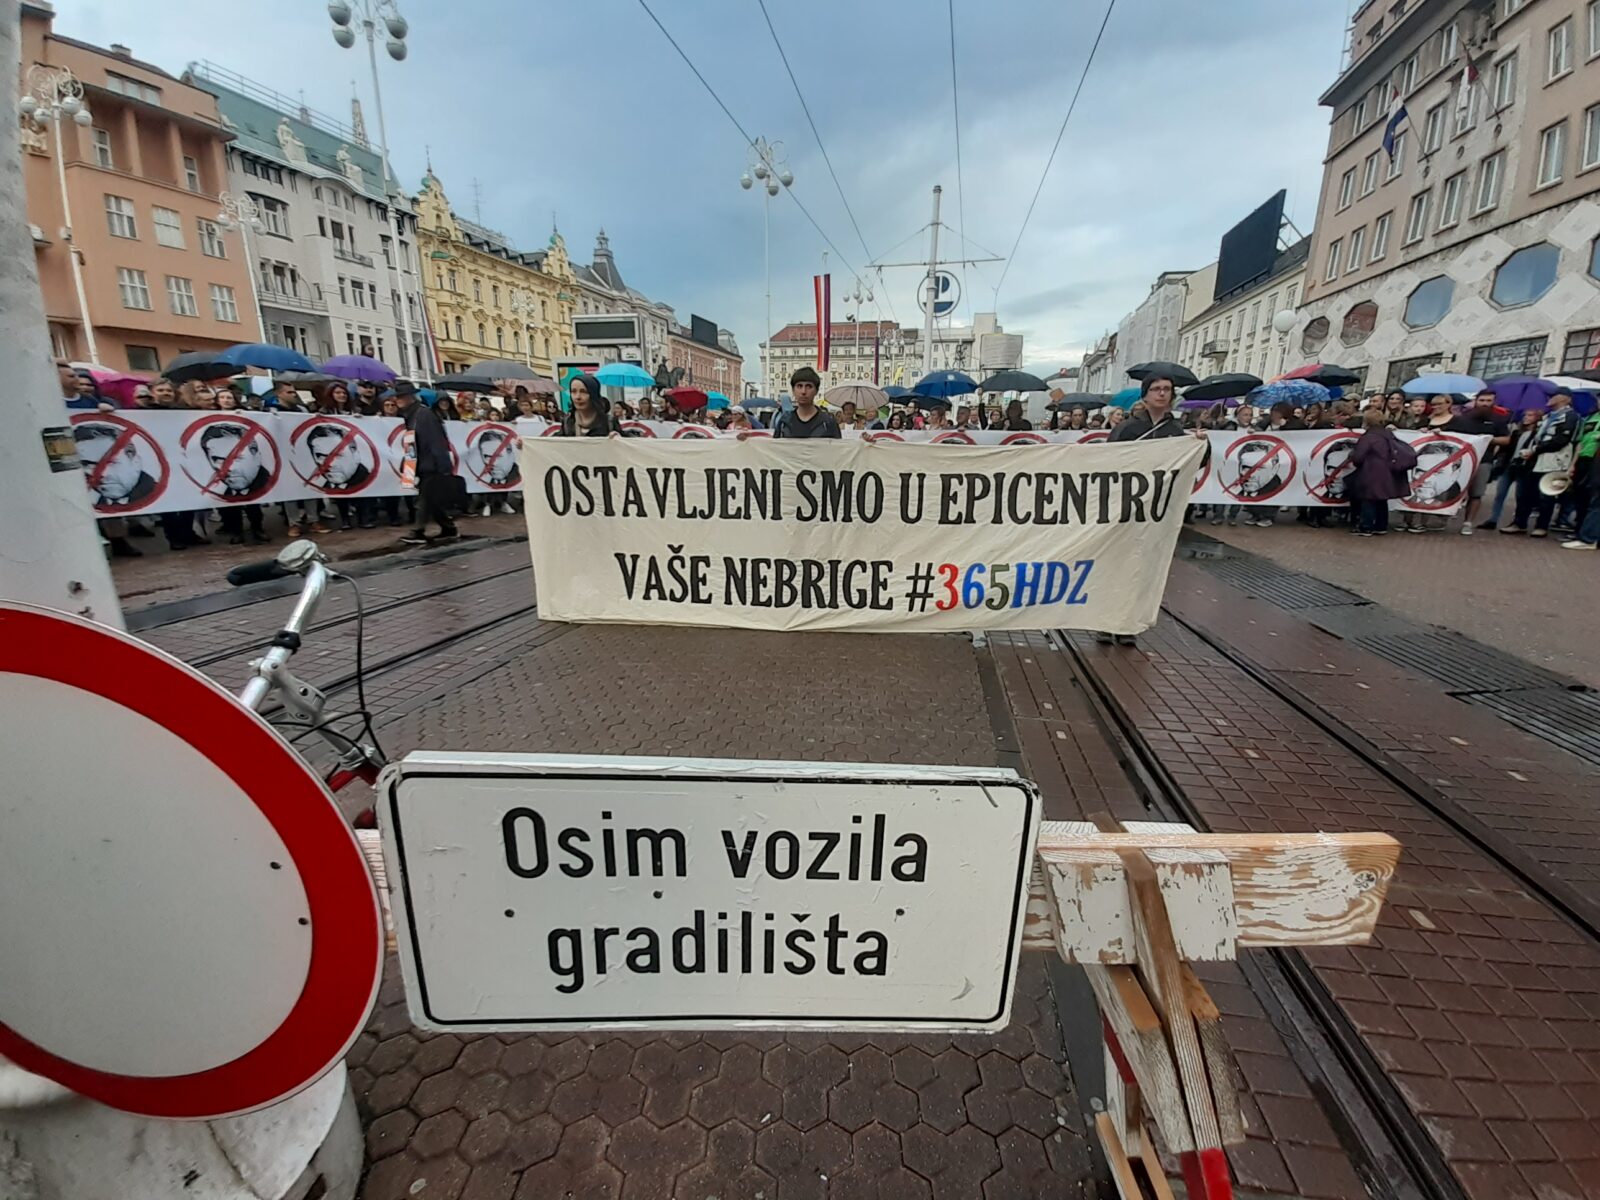 OSTAVLJENI SMO U EPICENTRU
VAŠE NEBRIGE #365HDZ
Osim vozila
gradilišta